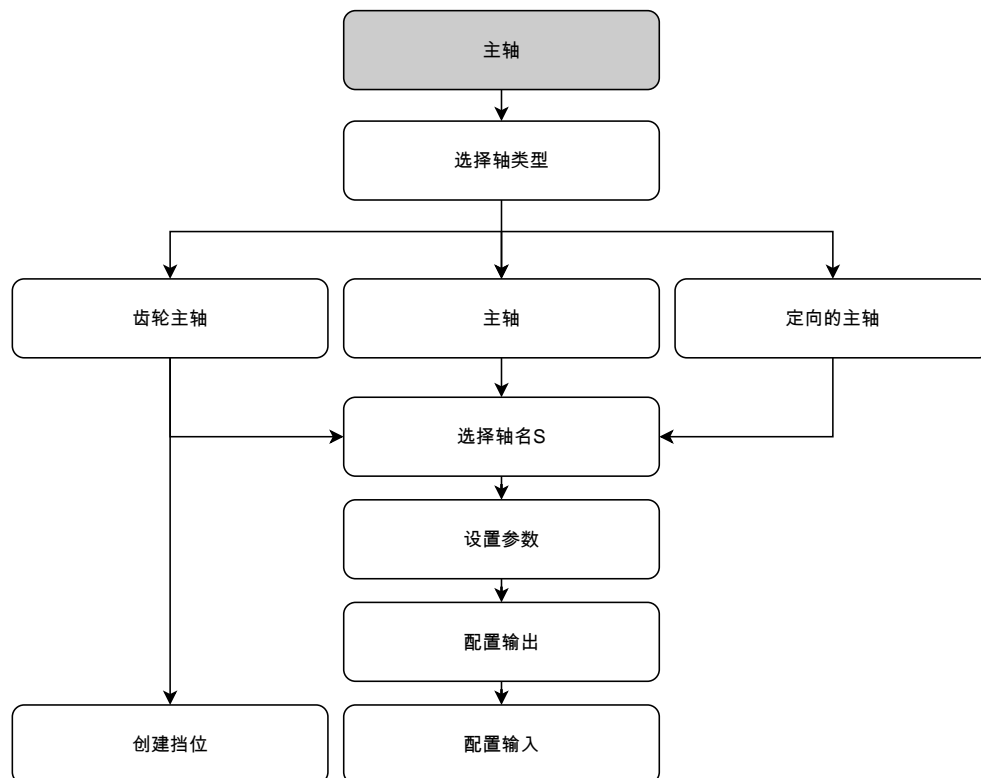 主轴
选择轴类型
齿轮主轴
主轴
定向的主轴
选择轴名S
设置参数
配置输出
创建挡位
配置输入